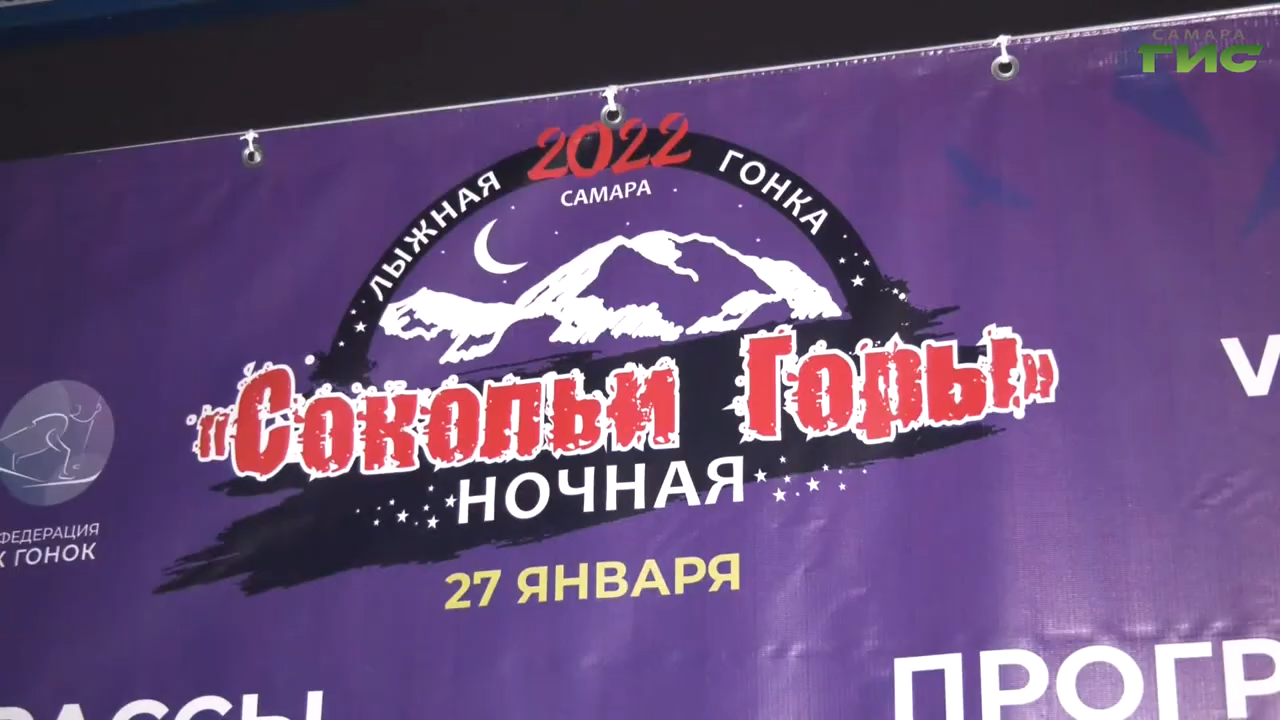 САМАРА
ГИС
2022
ЛЫЖНАЯ ГОНКА
САМАРА
«Сокольи Горы»
НОЧНАЯ
27 ЯНВАРЯ
ФЕДЕРАЦИЯ
ГОНОК